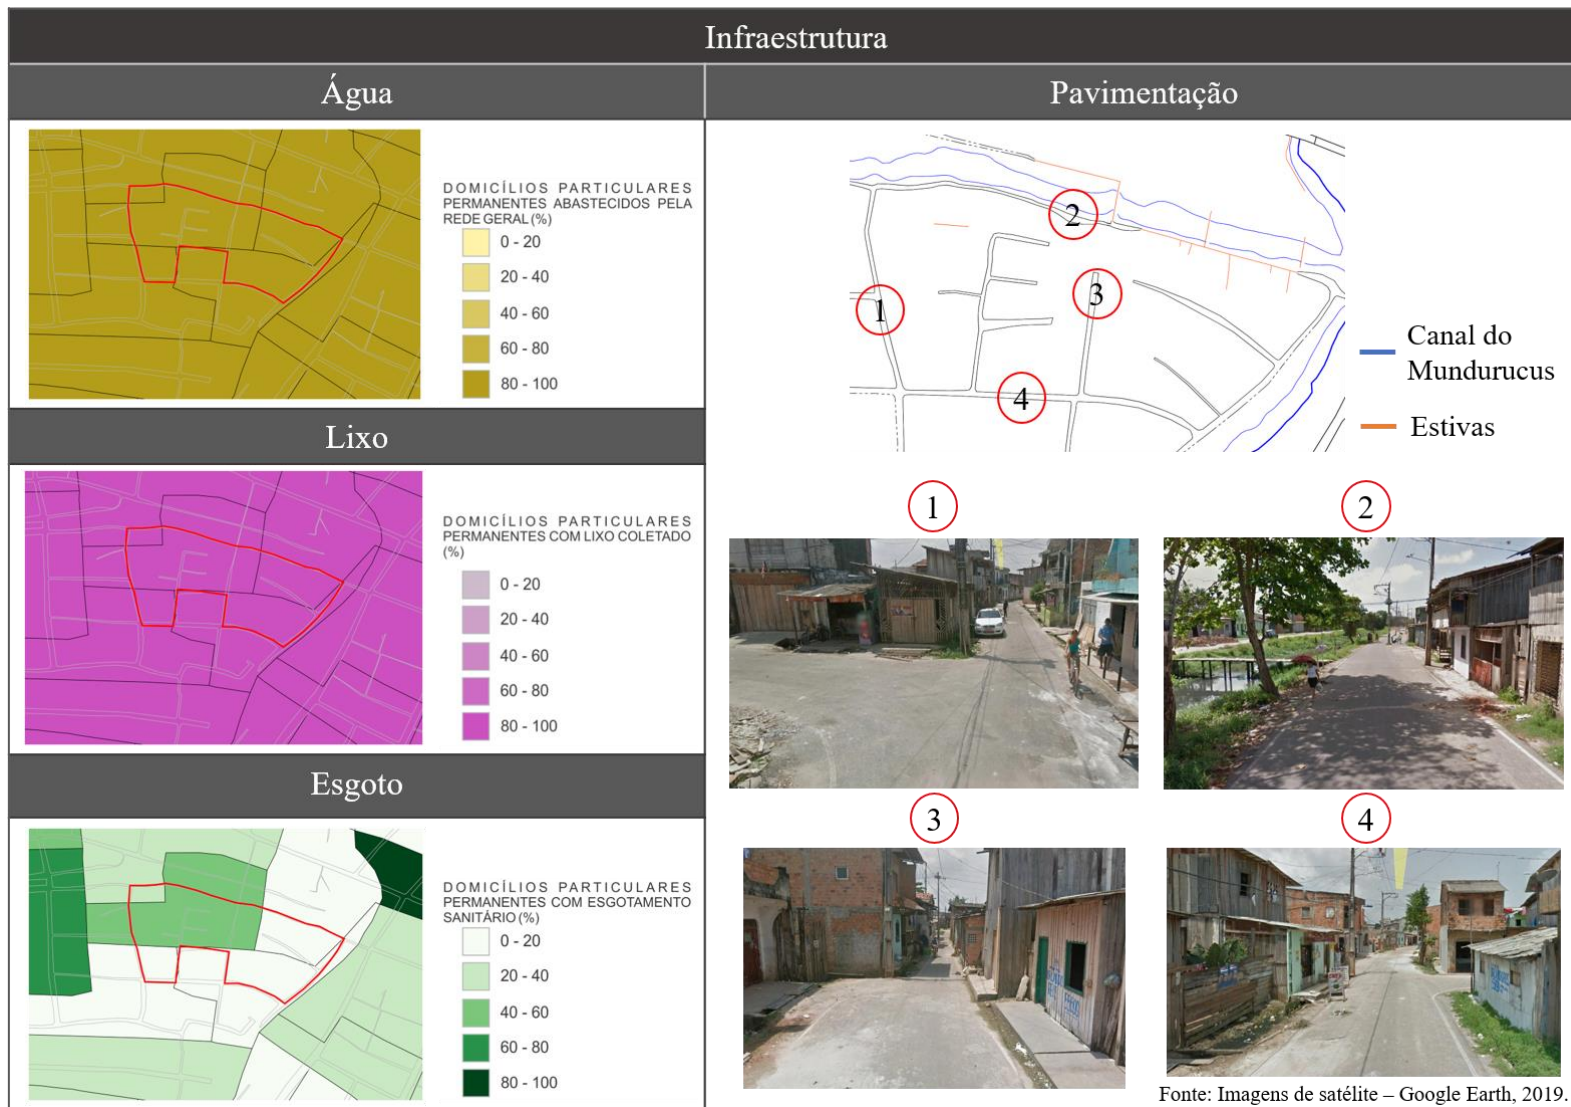 Infraestrutura
Água
DOMICÍLIOS PARTICULARES
PERMANENTES ABASTECIDOS PELA
REDE GERAL (%)
0 - 20
20 - 40
40 - 60
60 - 80
80 - 100
Lixo
DOMICÍLIOS PARTICULARES
PERMANENTES COM LIXO COLETADO
(%)
0 - 20
20 - 40
40 - 60
60 - 80
80 - 100
Esgoto
DOMICÍLIOS PARTICULARES
PERMANENTES COM ESGOTAMENTO
SANITÁRIO (%)
0 - 20
20 - 40
40 - 60
60 - 80
80 - 100
Pavimentação
2
3
1
4
Canal do
Mundurucus
Estivas
1
2
3
4
Fonte: Imagens de satélite – Google Earth, 2019.